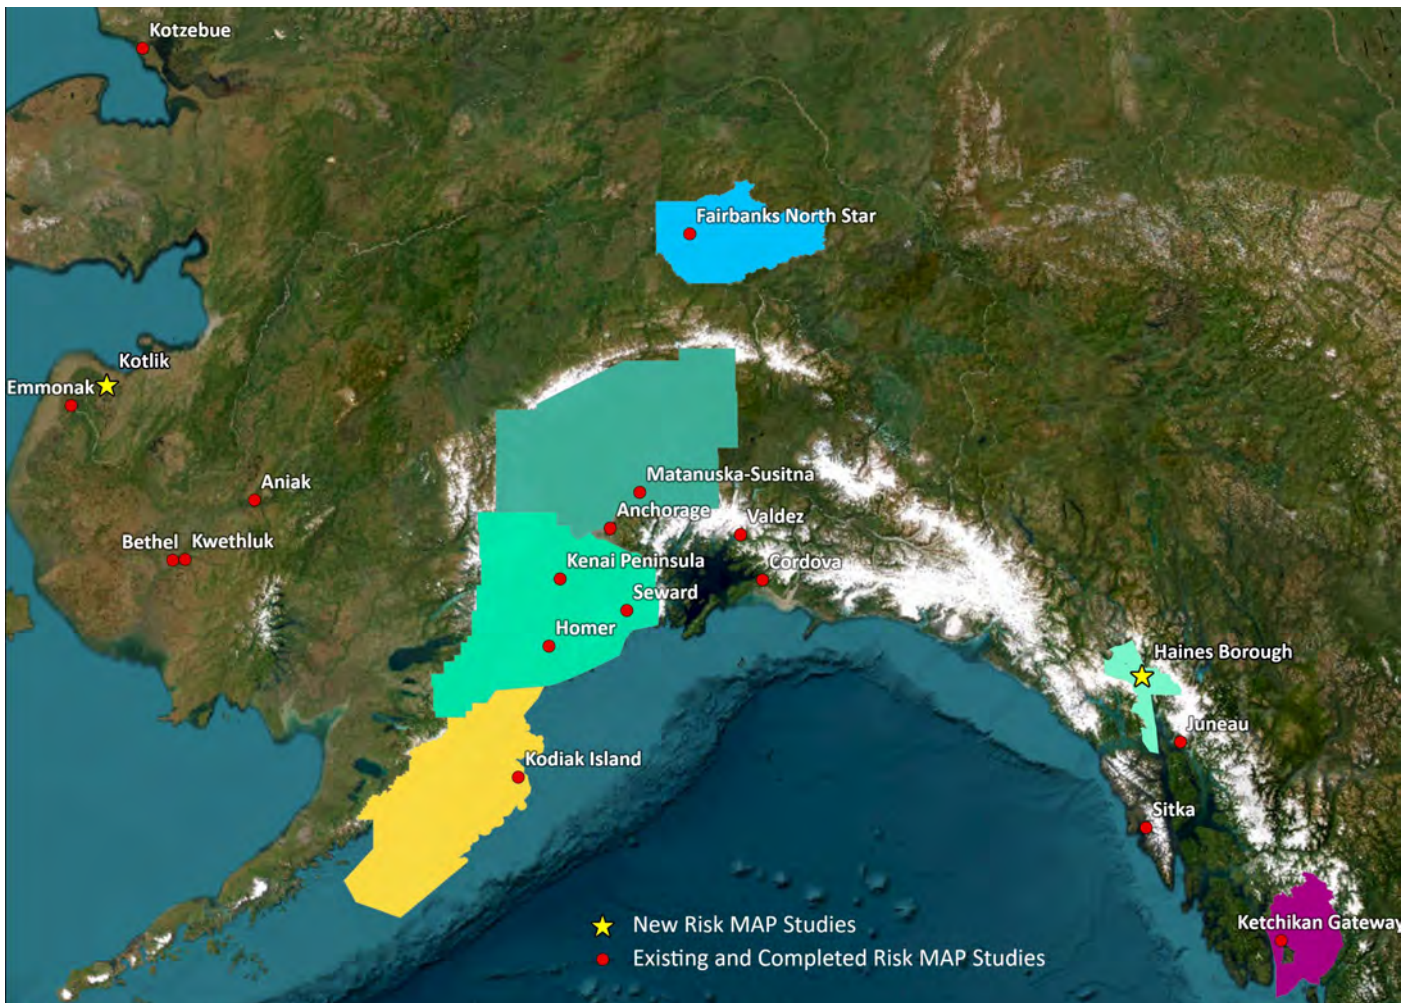 Kotzebue
Fairbanks North Star
Kotlik
Emmonak
Aniak
Matanuska-Susitna
Anchorage
Valdez
Bethel
Kwethluk
Kenai Peninsula
Cordova
Seward
Homer
Haines Borough
Juneau
Kodiak Island
Sitka
Ketchikan Gateway
New Risk MAP Studies
Existing and Completed Risk MAP Studies